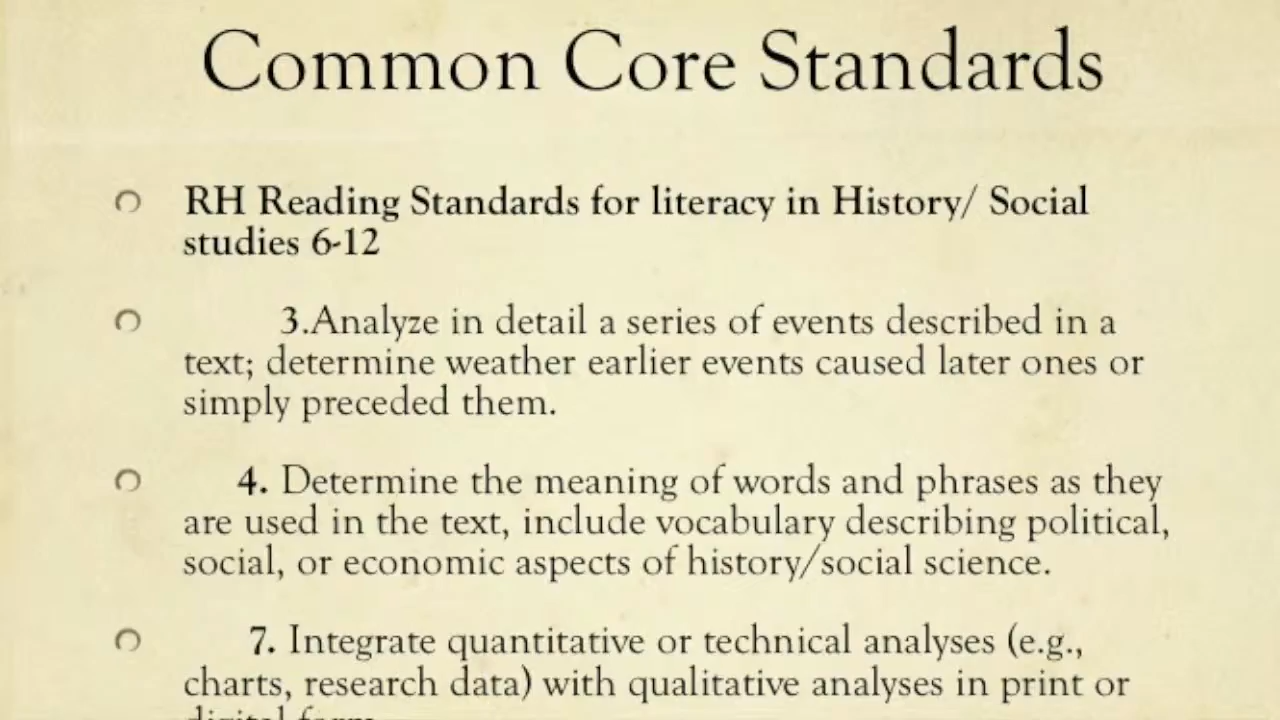 Common Core Standards
RH Reading Standards for literacy in History/ Social
studies 6-12
3.Analyze in detail a series of events described in a
text; determine weather earlier events caused later ones or
simply preceded them.
4. Determine the meaning of words and phrases as they
are used in the text, include vocabulary describing political,
social, or economic aspects of history/social science.
7. Integrate quantitative or technical analyses (e.g.,
charts, research data) with qualitative analyses in print or